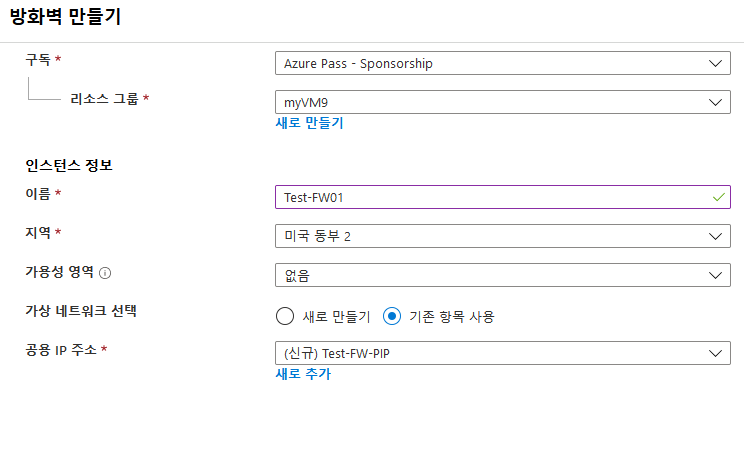 방화벽 만들기
구독 *
Azure Pass - Sponsorship
리소스 그룹 *
myVM9
새로 만들기
인스턴스 정보
이름 *
Test-FW01
지역 *
미국 동부 2
가용성 영역
없음
가상 네트워크 선택
새로 만들기 기존 항목 사용
공용 IP 주소 *
(신규) Test-FW-PIP
새로 추가